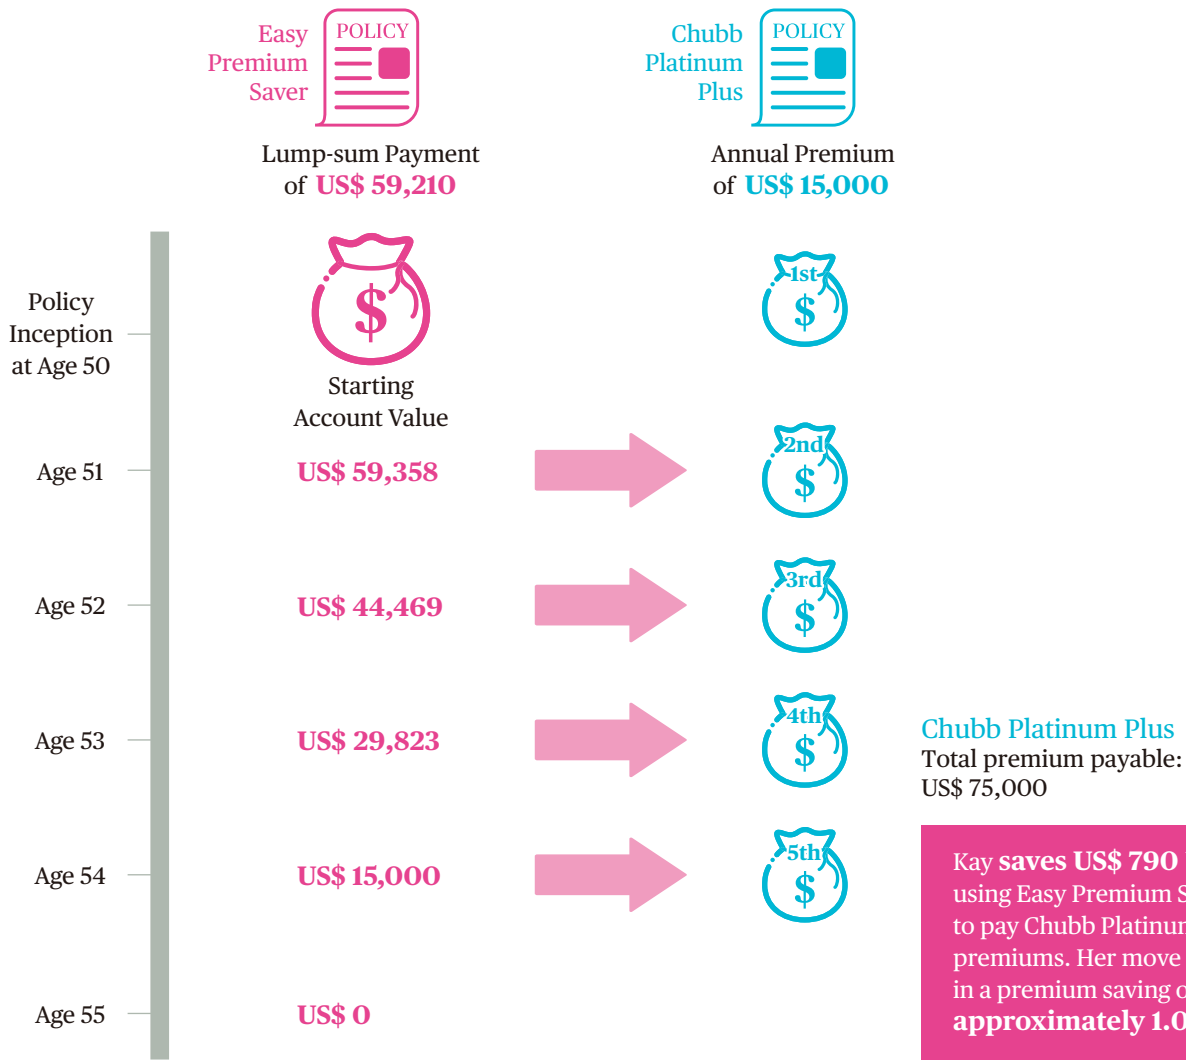 Easy
Premium
Saver
POLICY
Lump-sum Payment
of US$ 59,210
Chubb
Platinum
Plus
POLICY
Annual Premium
of US$ 15,000
Policy
Inception
at Age 50
$
Starting
Account Value
1st
$
Age 51
US$ 59,358
2nd
$
Age 52
US$ 44,469
3rd
$
Age 53
US$ 29,823
4th
$
Age 54
US$ 15,000
5th
$
Age 55
US$ 0
Chubb Platinum Plus
Total premium payable:
US$ 75,000
Kay saves US$ 790
using Easy Premium
to pay Chubb
premiums. Her move
in a premium saving
approximately